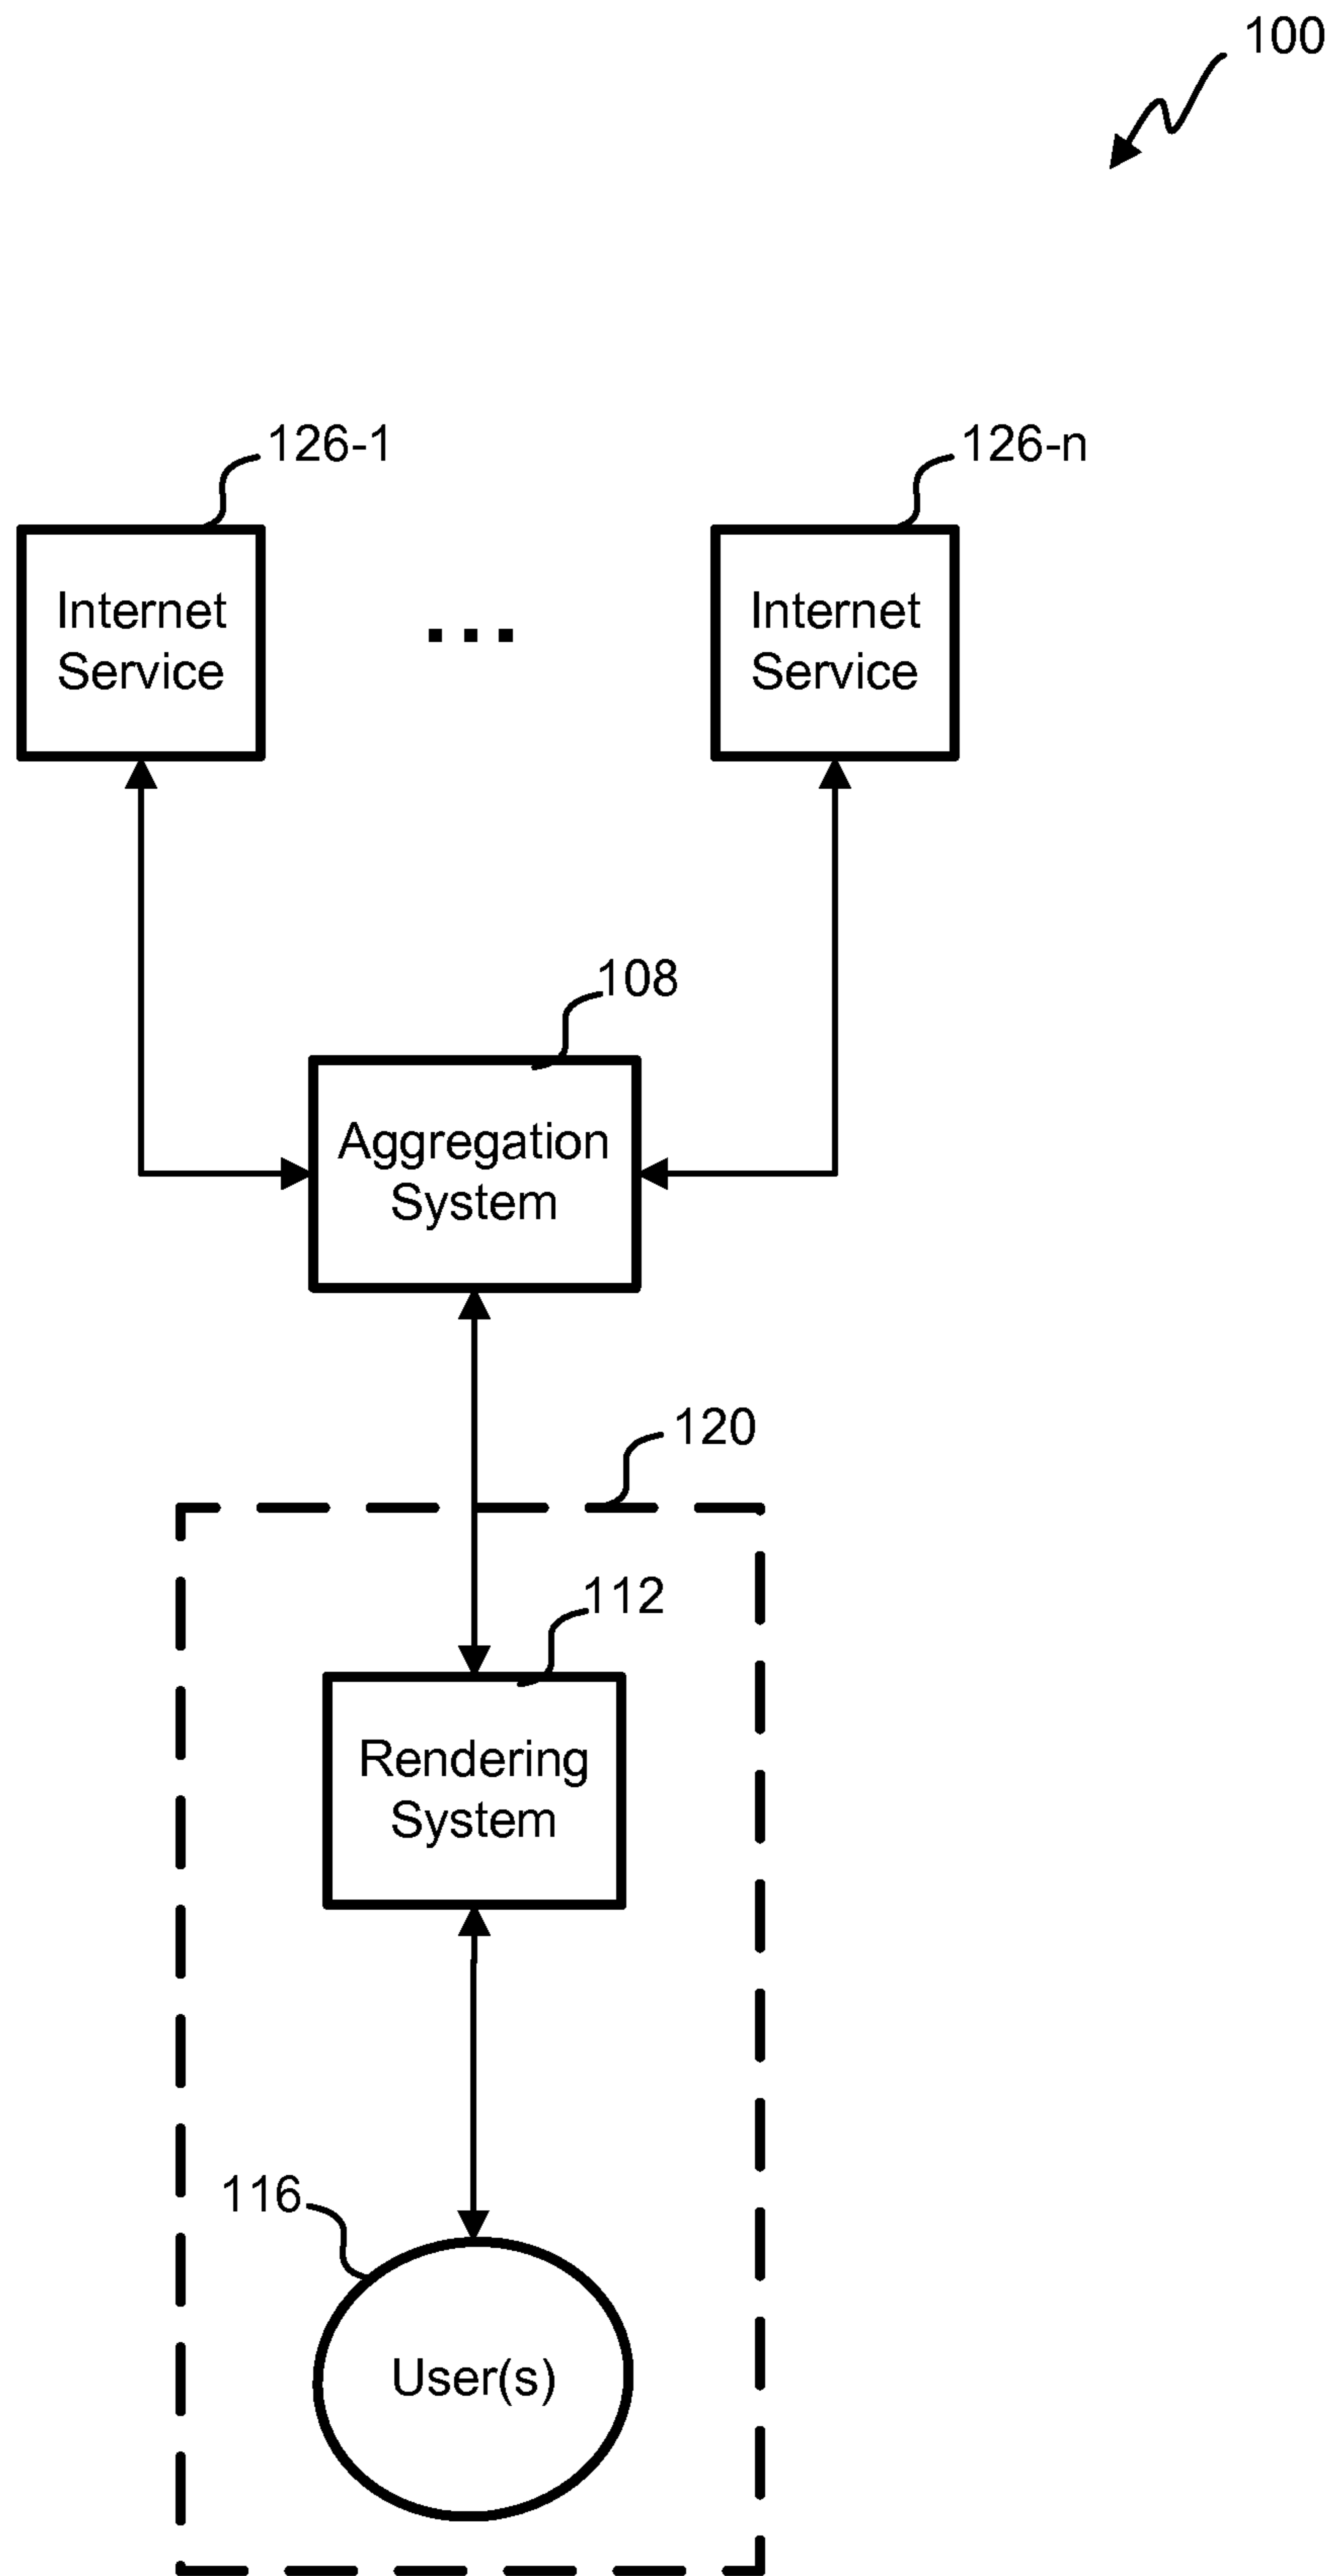 100
126-1
126-n
Internet
Service
...
Internet
Service
108
Aggregation
System
120
112
Rendering
System
116
User(s)